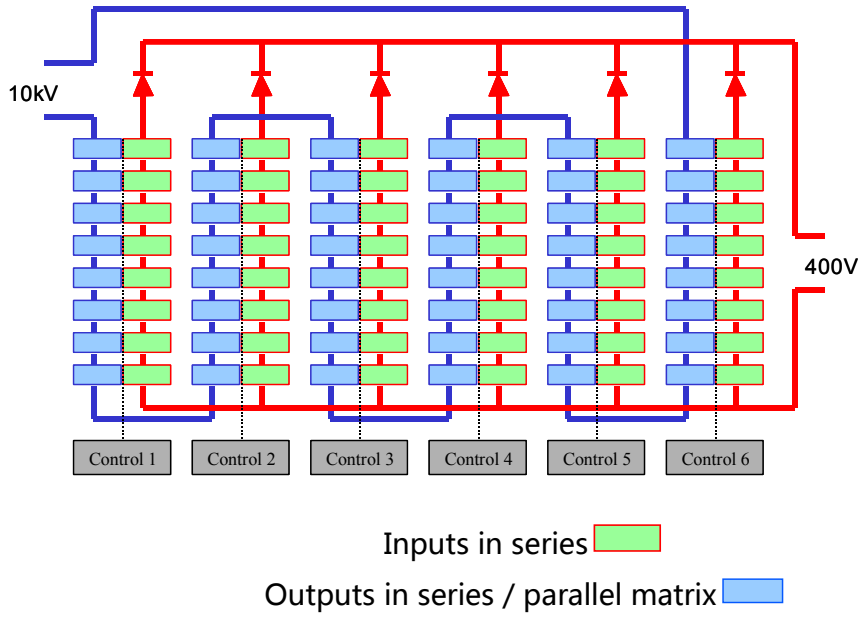 10kV
400V
Control 1
Control 2
Control 3
Control 4
Control 5
Control 6
Inputs in series
Outputs in series / parallel matrix